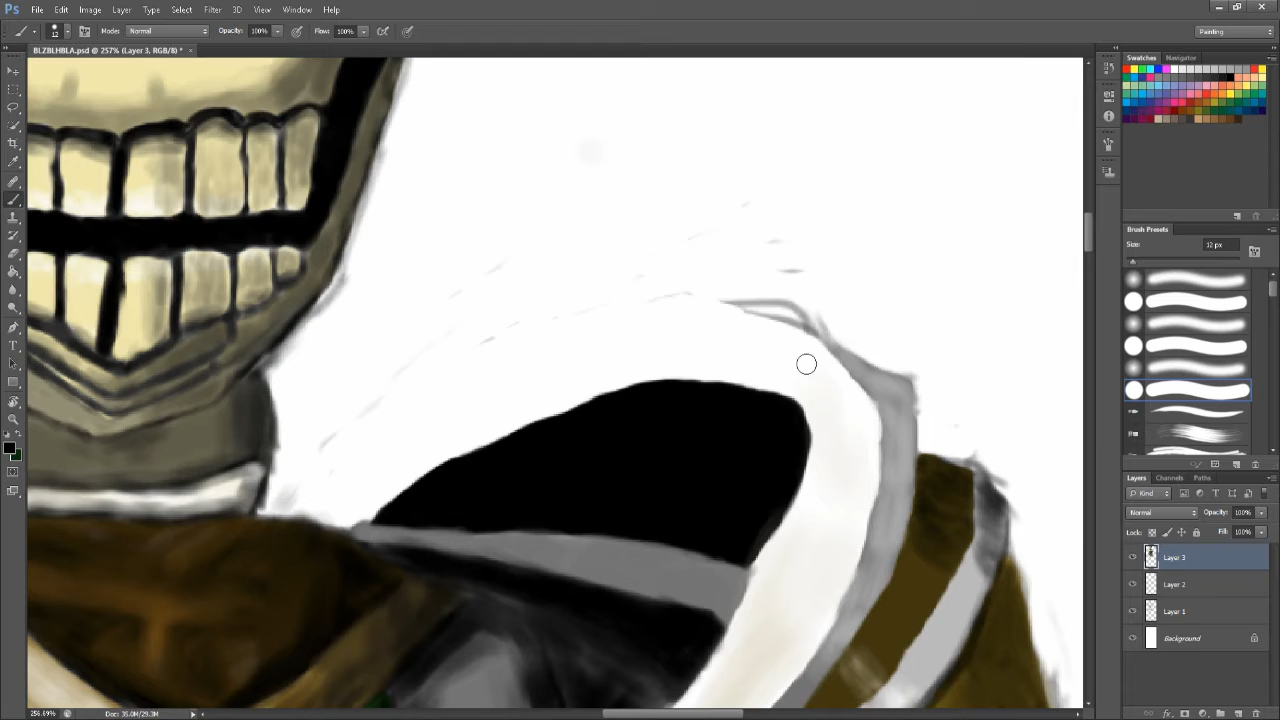 Ps File Edit Image Layer Type Select Filter 3D View Window Help
12 Mode: Normal Opacity: 100% Flow: 100% Painting
BLZBLHBLA.psd @ 257% (Layer 3, RGB/8) * ×
Swatches Navigator
Brush Presets
Size: 12 px
Layers Channels Paths
Kind
Normal Opacity: 100%
Lock: Fill: 100%
Layer 3
Layer 2
Layer 1
Background
256.69% Doc: 35.0M/29.3M
fx